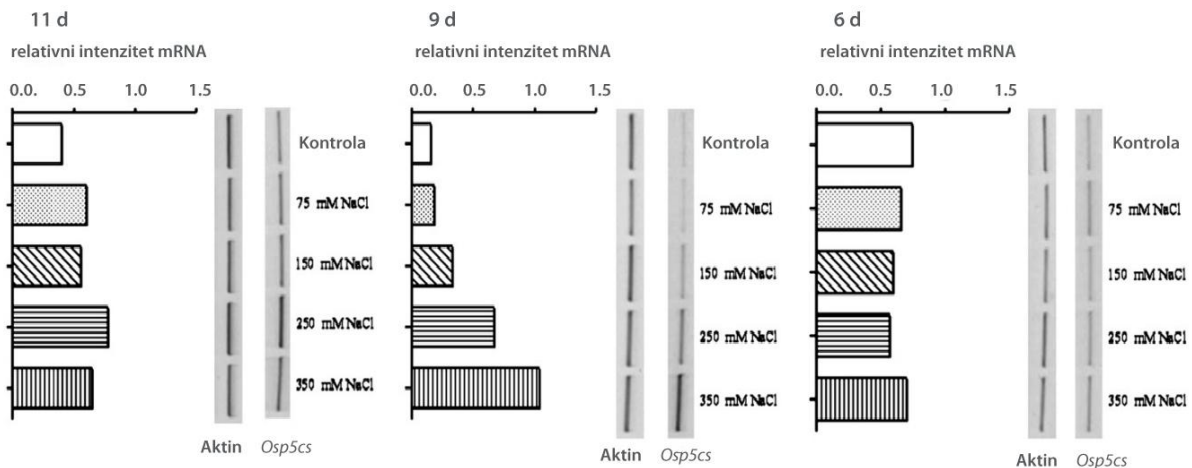 11 d
relativni intenzitet mRNA
0.0. 0.5 1.0 1.5
Kontrola
75 mM NaCl
150 mM NaCl
250 mM NaCl
350 mM NaCl
Aktin Osp5cs
9 d
relativni intenzitet mRNA
0.0. 0.5 1.0 1.5
Kontrola
75 mM NaCl
150 mM NaCl
250 mM NaCl
350 mM NaCl
Aktin Osp5cs
6 d
relativni intenzitet mRNA
0.0. 0.5 1.0 1.5
Kontrola
75 mM NaCl
150 mM NaCl
250 mM NaCl
350 mM NaCl
Aktin Osp5cs